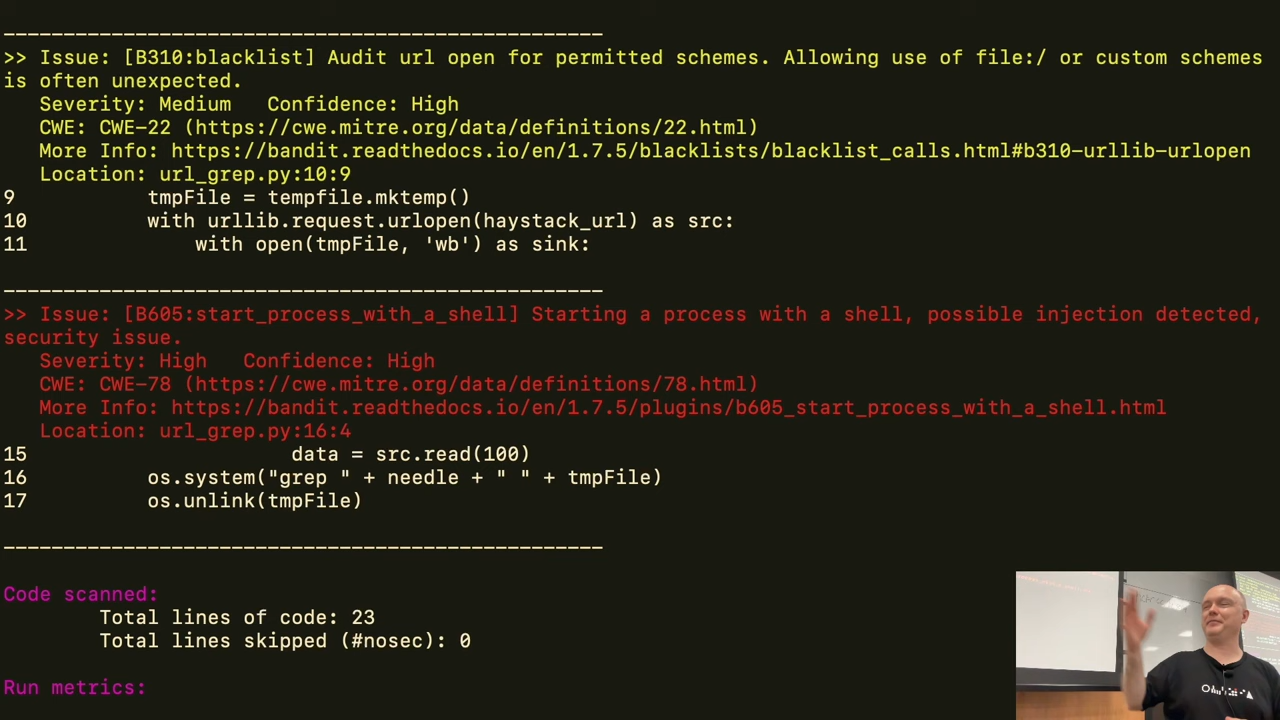 --------------------------------------------------
>> Issue: [B310:blacklist] Audit url open for permitted schemes. Allowing use of file:/ or custom schemes
is often unexpected.
   Severity: Medium   Confidence: High
   CWE: CWE-22 (https://cwe.mitre.org/data/definitions/22.html)
   More Info: https://bandit.readthedocs.io/en/1.7.5/blacklists/blacklist_calls.html#b310-urllib-urlopen
   Location: url_grep.py:10:9
9           tmpFile = tempfile.mktemp()
10          with urllib.request.urlopen(haystack_url) as src:
11              with open(tmpFile, 'wb') as sink:
--------------------------------------------------
>> Issue: [B605:start_process_with_a_shell] Starting a process with a shell, possible injection detected,
security issue.
   Severity: High   Confidence: High
   CWE: CWE-78 (https://cwe.mitre.org/data/definitions/78.html)
   More Info: https://bandit.readthedocs.io/en/1.7.5/plugins/b605_start_process_with_a_shell.html
   Location: url_grep.py:16:4
15                      data = src.read(100)
16          os.system("grep " + needle + " " + tmpFile)
17          os.unlink(tmpFile)
--------------------------------------------------
Code scanned:
        Total lines of code: 23
        Total lines skipped (#nosec): 0
Run metrics: